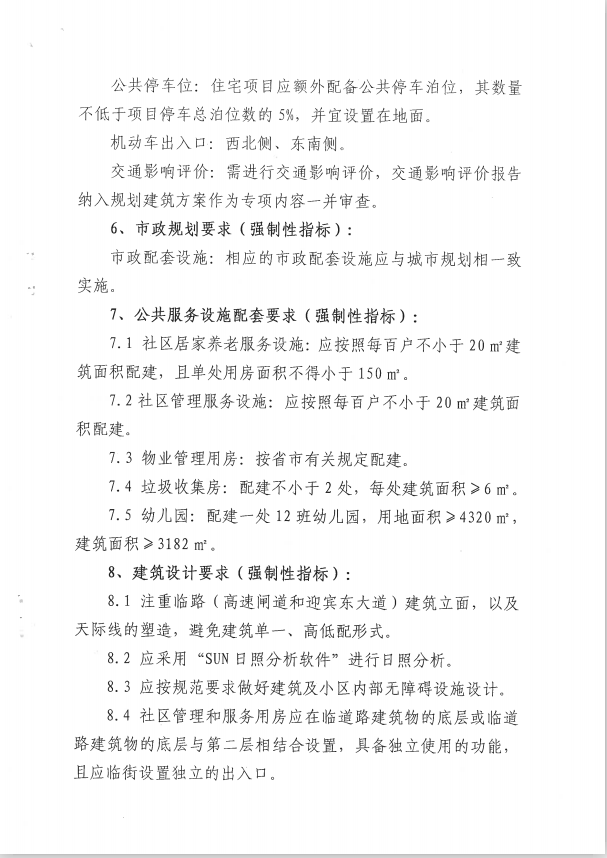 公共停车位：住宅项目应额外配备公共停车泊位，其数量
不低于项目停车总泊位数的 5%，并宜设置在地面。
机动车出入口：西北侧、东南侧。
交通影响评价：需进行交通影响评价，交通影响评价报告
纳入规划建筑方案作为专项内容一并审查。
6、市政规划要求（强制性指标）：
市政配套设施：相应的市政配套设施应与城市规划相一致
实施。
7、公共服务设施配套要求（强制性指标）：
7.1 社区居家养老服务设施：应按照每百户不小于 20 ㎡建
筑面积配建，且单处用房面积不得小于 150 ㎡。
7.2 社区管理服务设施：应按照每百户不小于 20 ㎡建筑面
积配建。
7.3 物业管理用房：按省市有关规定配建。
7.4 垃圾收集房：配建不小于 2 处，每处建筑面积≥6 ㎡。
7.5 幼儿园：配建一处 12 班幼儿园，用地面积≥4320 ㎡，
建筑面积≥3182 ㎡。
8、建筑设计要求（强制性指标）：
8.1 注重临路（高速闸道和迎宾东大道）建筑立面，以及
天际线的塑造，避免建筑单一、高低配形式。
8.2 应采用“SUN 日照分析软件”进行日照分析。
8.3 应按规范要求做好建筑及小区内部无障碍设施设计。
8.4 社区管理和服务用房应在临道路建筑物的底层或临道
路建筑物的底层与第二层相结合设置，具备独立使用的功能，
且应临街设置独立的出入口。